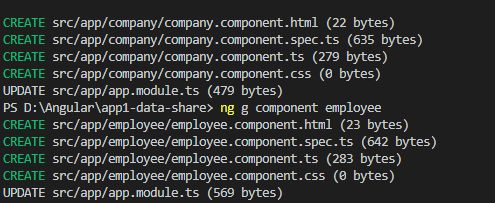 CREATE src/app/company/company.component.html (22 bytes)
CREATE src/app/company/company.component.spec.ts (635 bytes)
CREATE src/app/company/company.component.ts (279 bytes)
CREATE src/app/company/company.component.css (0 bytes)
UPDATE src/app/app.module.ts (479 bytes)
PS D:\Angular\app1-data-share> ng g component employee
CREATE src/app/employee/employee.component.html (23 bytes)
CREATE src/app/employee/employee.component.spec.ts (642 bytes)
CREATE src/app/employee/employee.component.ts (283 bytes)
CREATE src/app/employee/employee.component.css (0 bytes)
UPDATE src/app/app.module.ts (569 bytes)